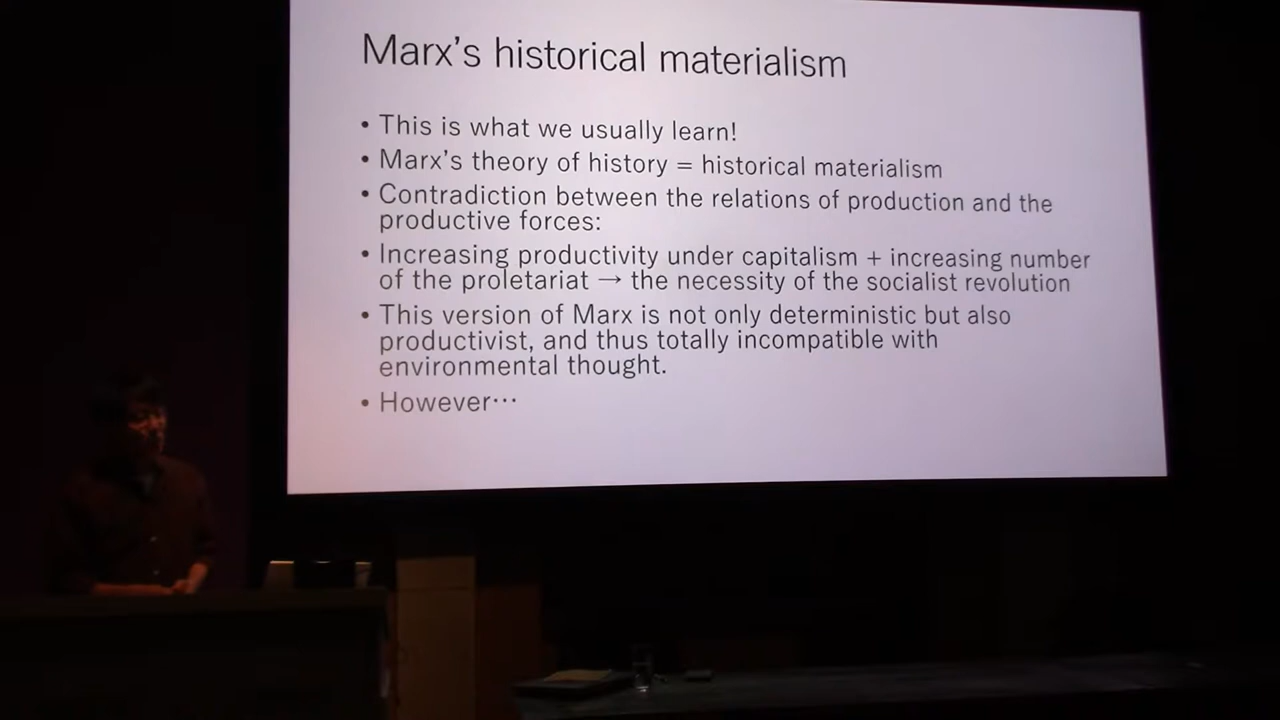 Marx's historical materialism
• This is what we usually learn!
• Marx's theory of history = historical materialism
• Contradiction between the relations of production and the
productive forces:
• Increasing productivity under capitalism + increasing number
of the proletariat → the necessity of the socialist revolution
• This version of Marx is not only deterministic but also
productivist, and thus totally incompatible with
environmental thought.
• However⋯